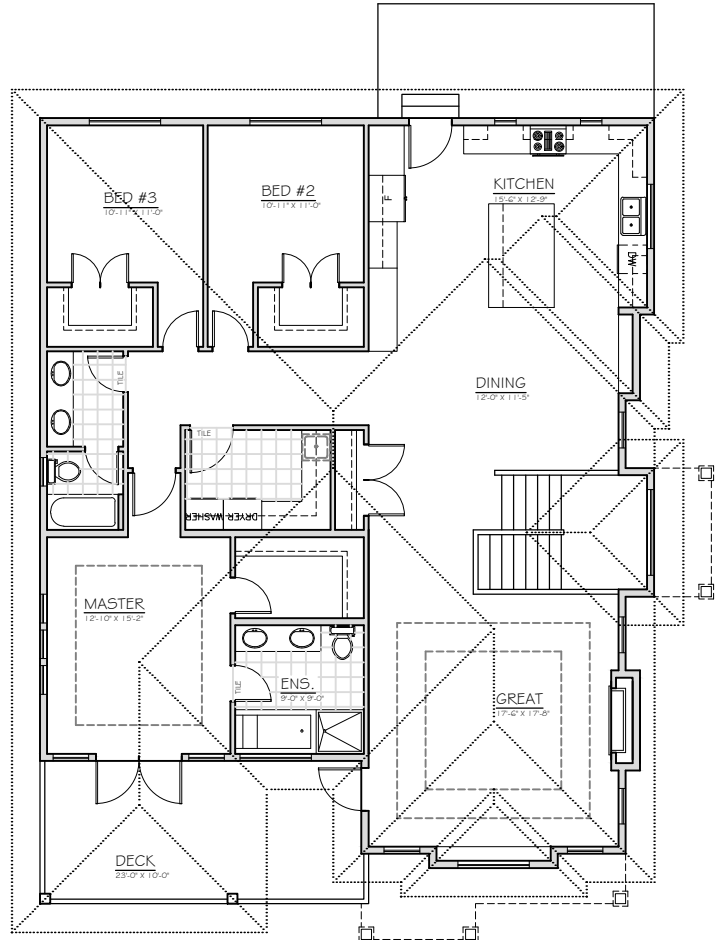 KITCHEN
15'-6" X 12'-9"
BED #3
10'-11" X 11'-0"
BED #2
10'-11" X 11'-0"
F
DW
TILE
DINING
12'-0" X 11'-5"
TILE
DRYER WASHER
MASTER
12'-10" X 15'-2"
TILE
ENS.
9'-0" X 9'-0"
GREAT
17'-6" X 17'-8"
DECK
23'-0" X 10'-0"